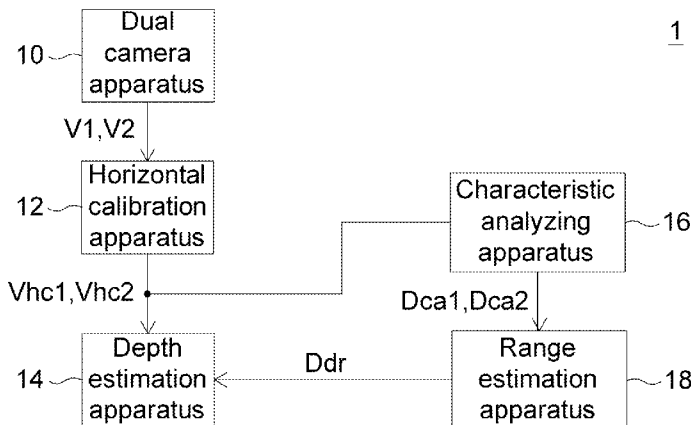 1
Dual
camera
apparatus
10
V1,V2
Horizontal
calibration
apparatus
12
Characteristic
analyzing
apparatus
16
Vhc1,Vhc2
Dca1,Dca2
Depth
estimation
apparatus
14
Ddr
Range
estimation
apparatus
18